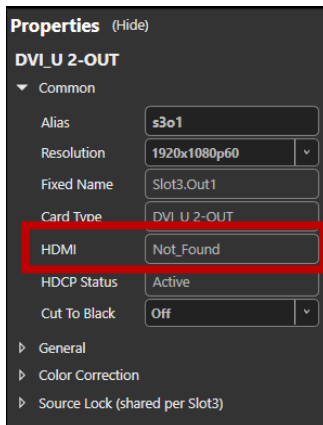 Properties (Hide)
DVI_U 2-OUT
Common
Alias s3o1
Resolution 1920x1080p60
Fixed Name Slot3.Out1
Card Type DVI_U 2-OUT
HDMI Not_Found
HDCP Status Active
Cut To Black Off
General
Color Correction
Source Lock (shared per Slot3)